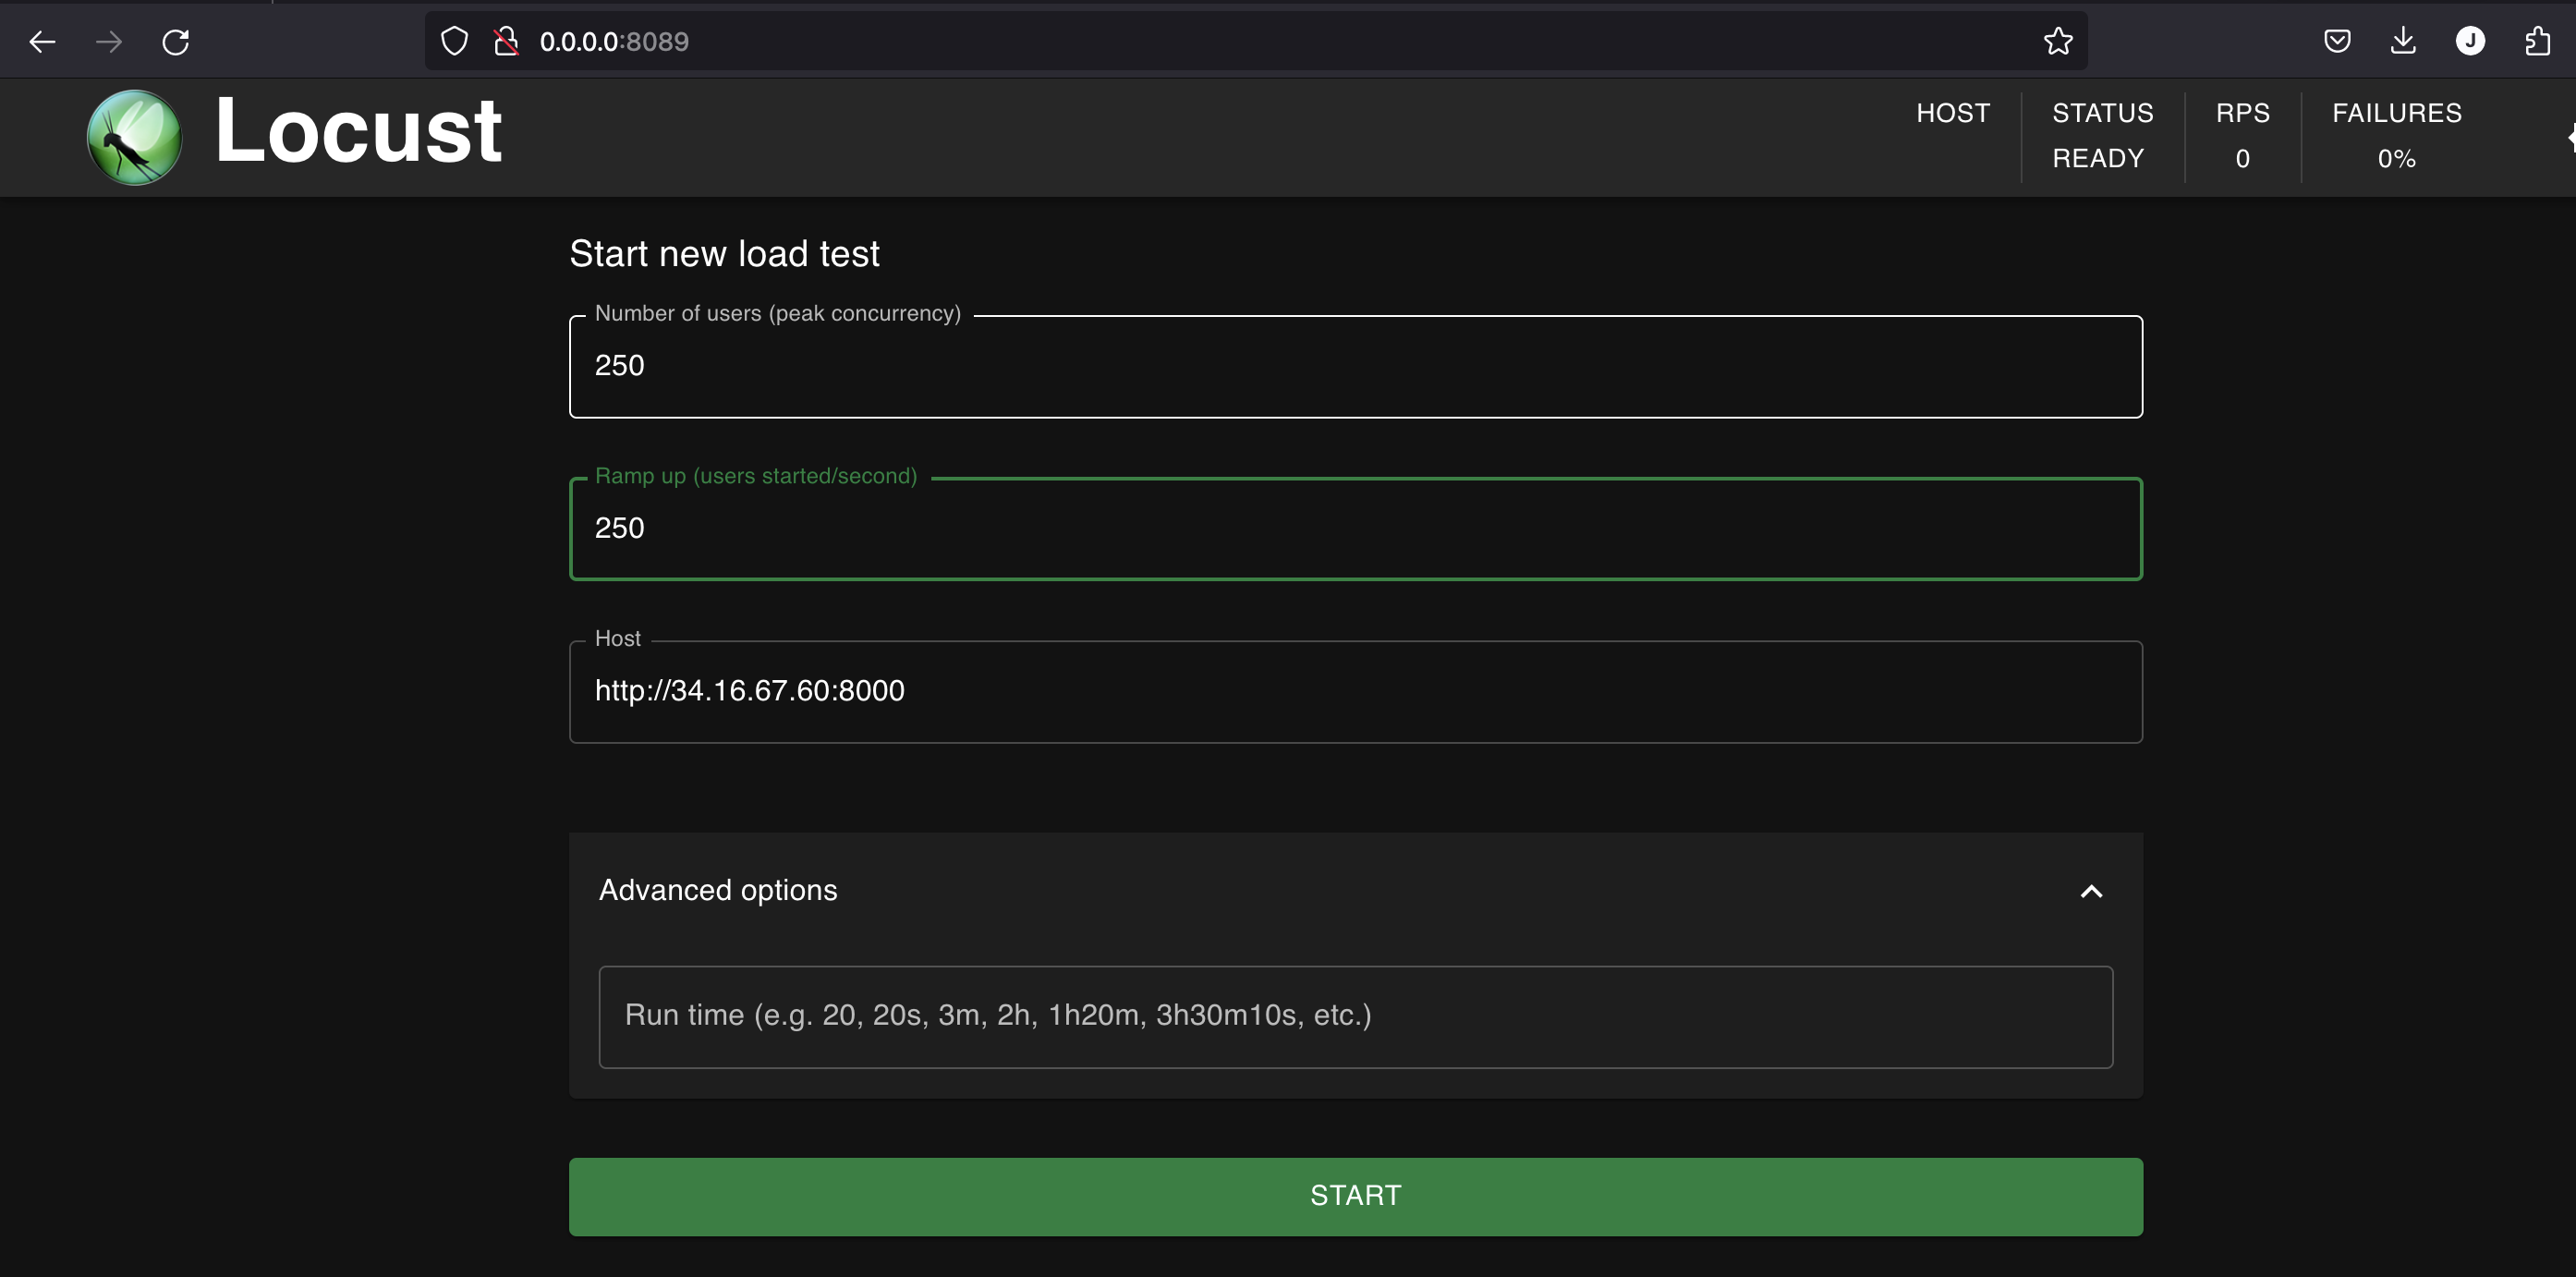 0.0.0.0:8089
J
Locust
HOST
STATUS
READY
RPS
0
FAILURES
0%
Start new load test
Number of users (peak concurrency)
250
Ramp up (users started/second)
250
Host
http://34.16.67.60:8000
Advanced options
Run time (e.g. 20, 20s, 3m, 2h, 1h20m, 3h30m10s, etc.)
START